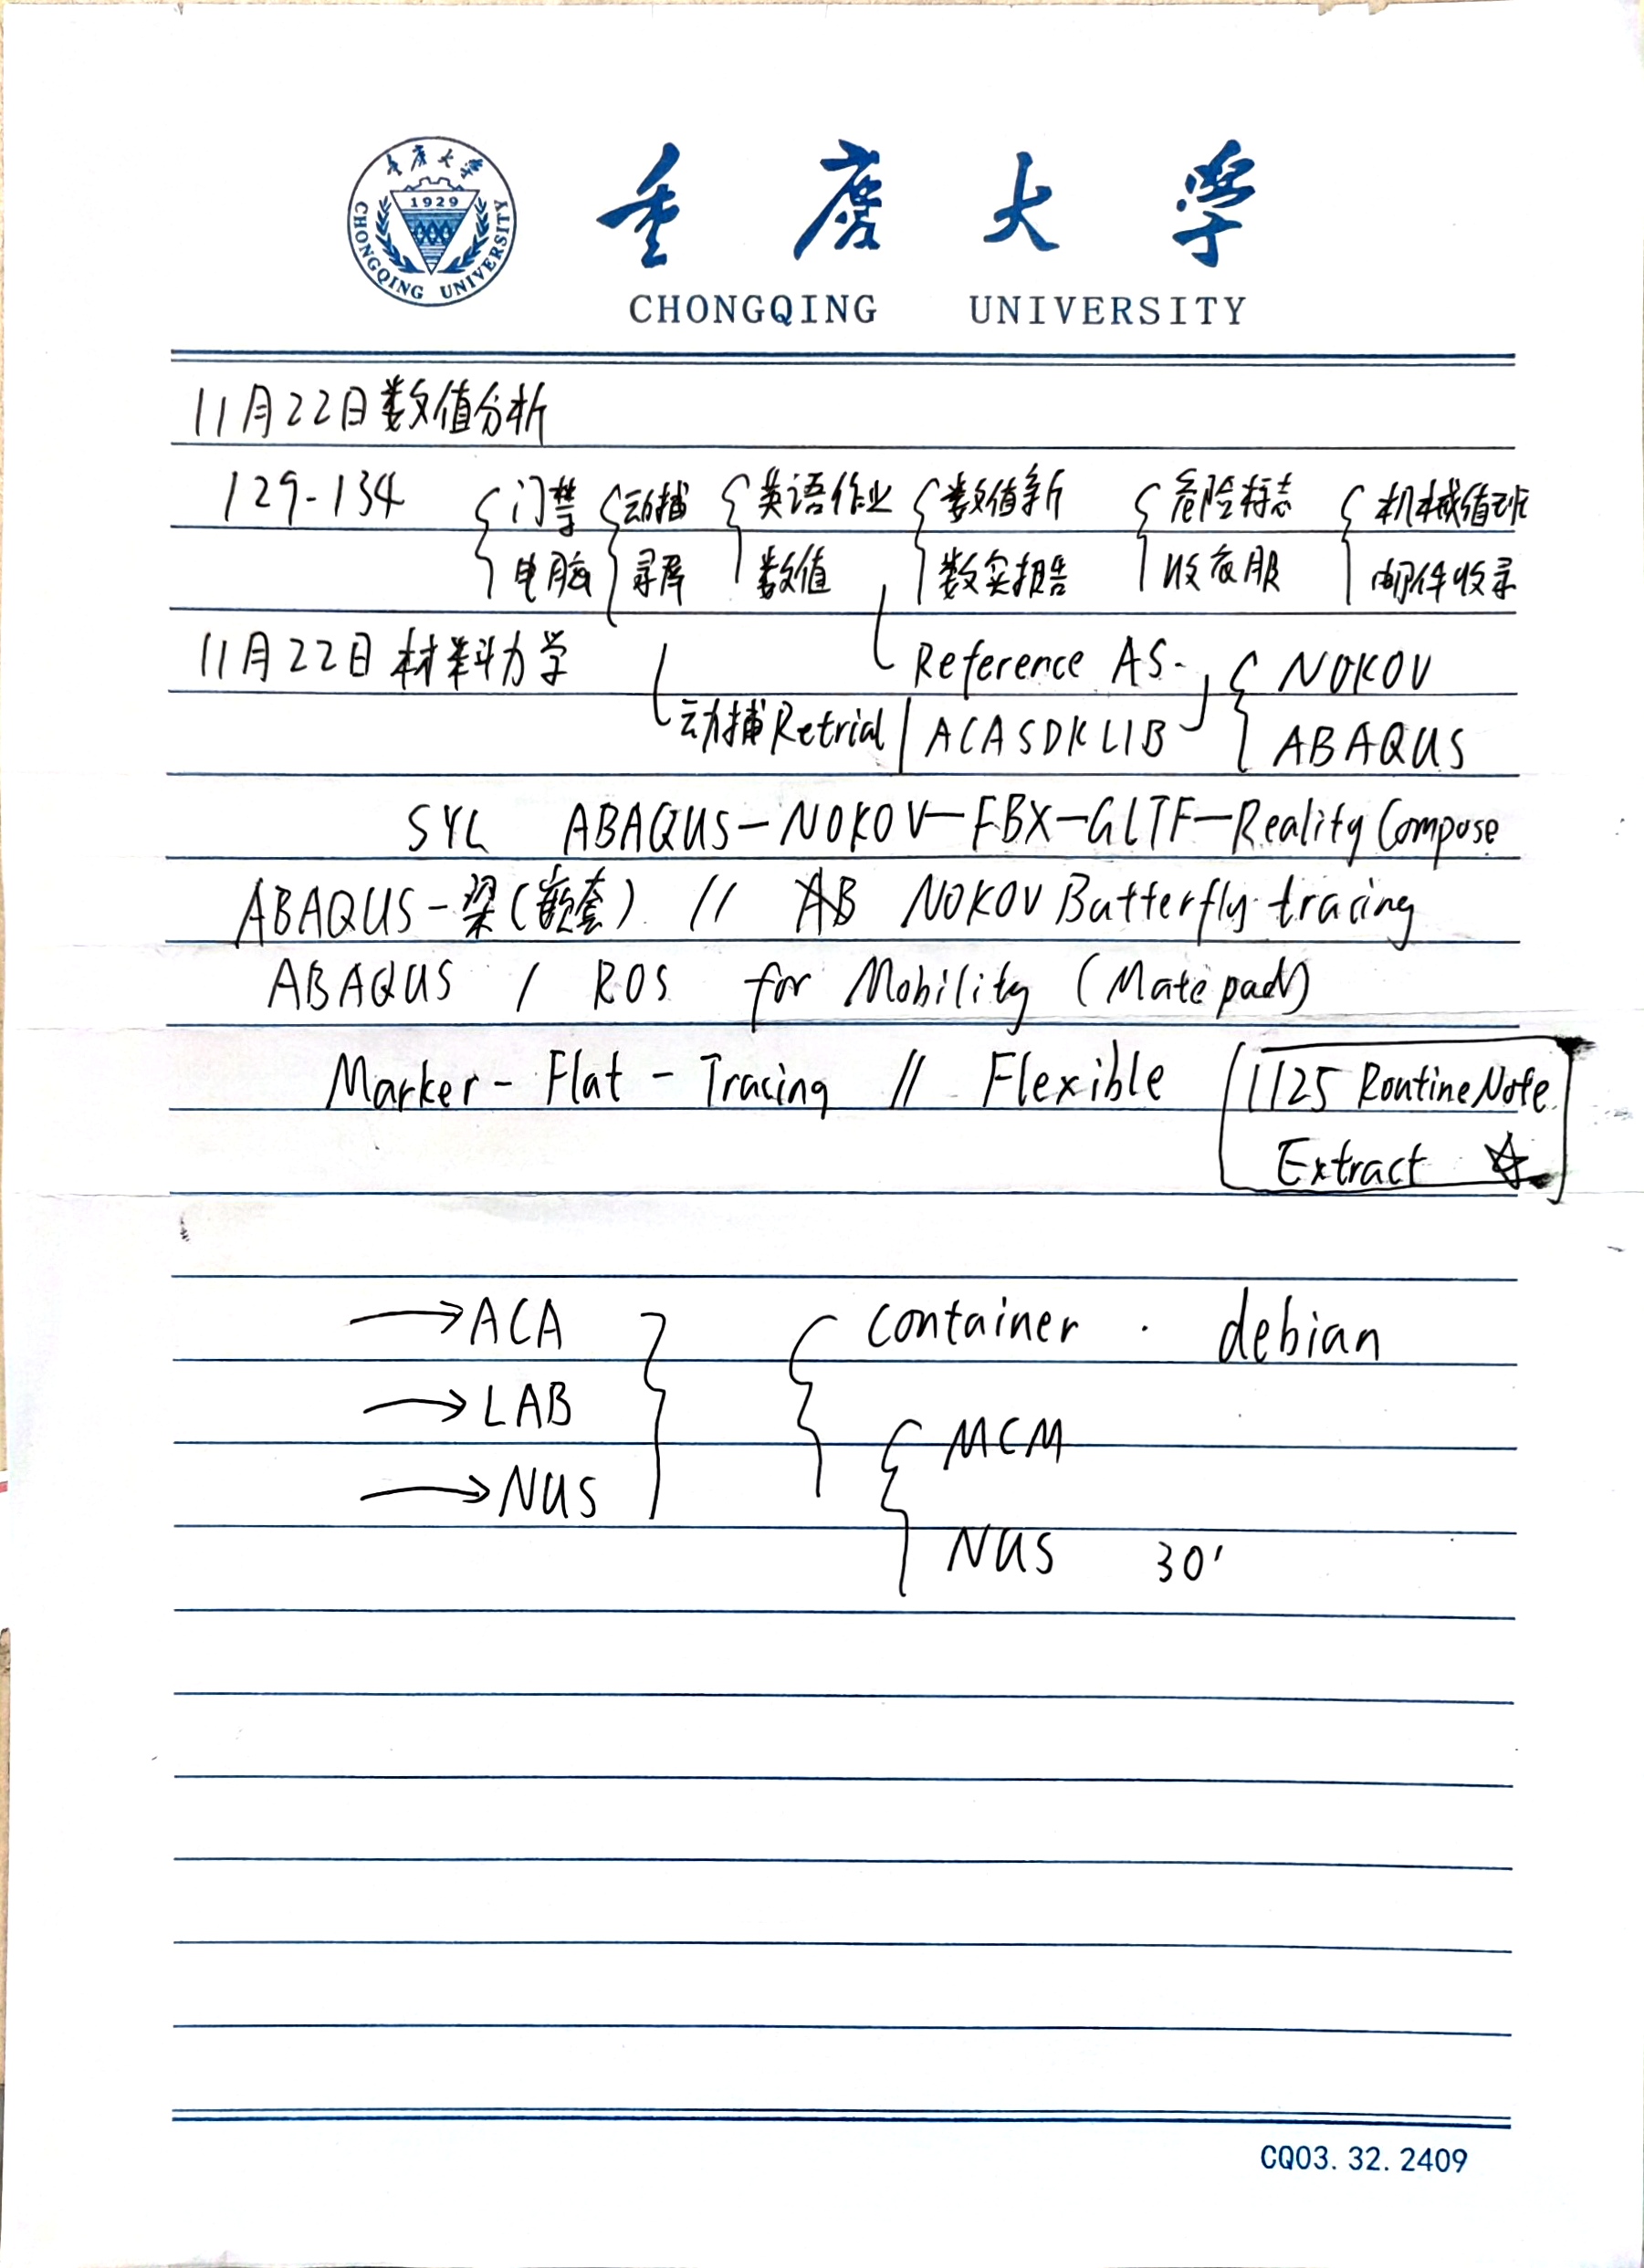 重庆大学
1929
CHONGQING UNIVERSITY
重庆大学
CHONGQING UNIVERSITY
11月22日数值分析
129-134 门禁 动捕 英语作业 数值新 危险标志 机械值班
电脑 寻库 数值 数实报告 收衣服 邮件收录
11月22日材料力学 Reference AS- NOKOV
动捕Retrial ACASDKLIB ABAQUS
SYL ABAQUS-NOKOV-FBX-GLTF-Reality Compose
ABAQUS-梁(嵌套) // AB NOKOV Butterfly tracing
ABAQUS / ROS for Mobility (Matepad)
Marker-Flat-Tracing // Flexible 1125 RoutineNote
Extract ☆
→ACA container · debian
→LAB MCM
→NUS
NUS 30'
CQ03.32.2409